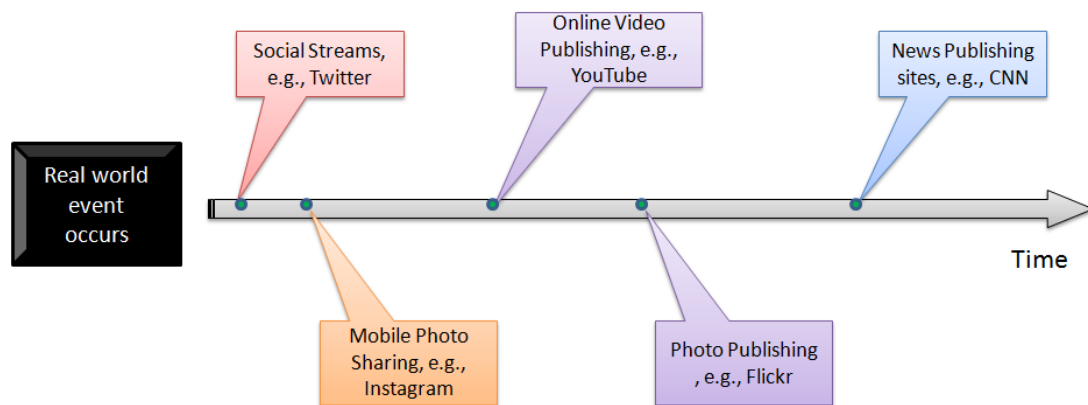 Social Streams,
e.g., Twitter
Online Video
Publishing, e.g.,
YouTube
News Publishing
sites, e.g., CNN
Real world
event
occurs
Time
Mobile Photo
Sharing, e.g.,
Instagram
Photo Publishing
, e.g., Flickr